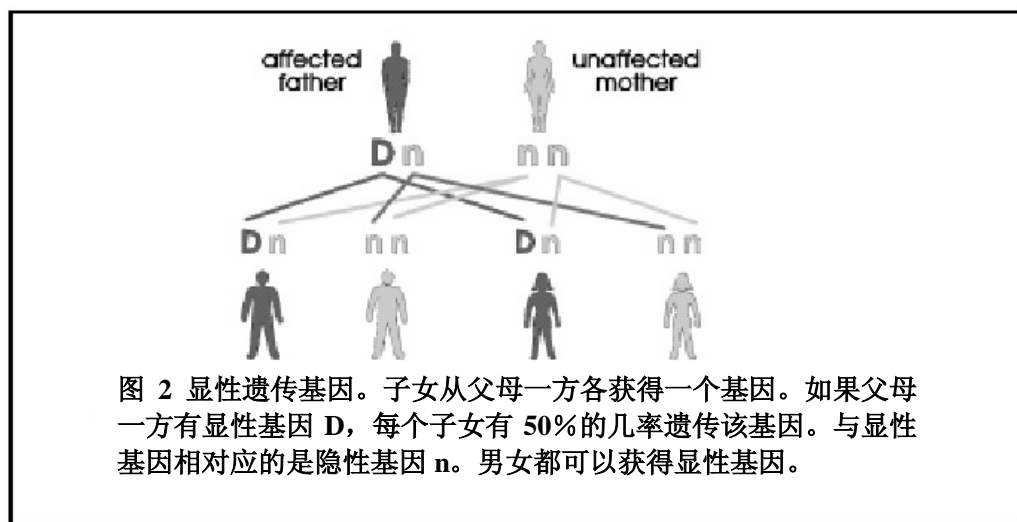 affected father
unaffected mother
D n
n n
D n
n n
D n
n n
图 2 显性遗传基因。子女从父母一方各获得一个基因。如果父母
一方有显性基因 D，每个子女有 50%的几率遗传该基因。与显性
基因相对应的是隐性基因 n。男女都可以获得显性基因。